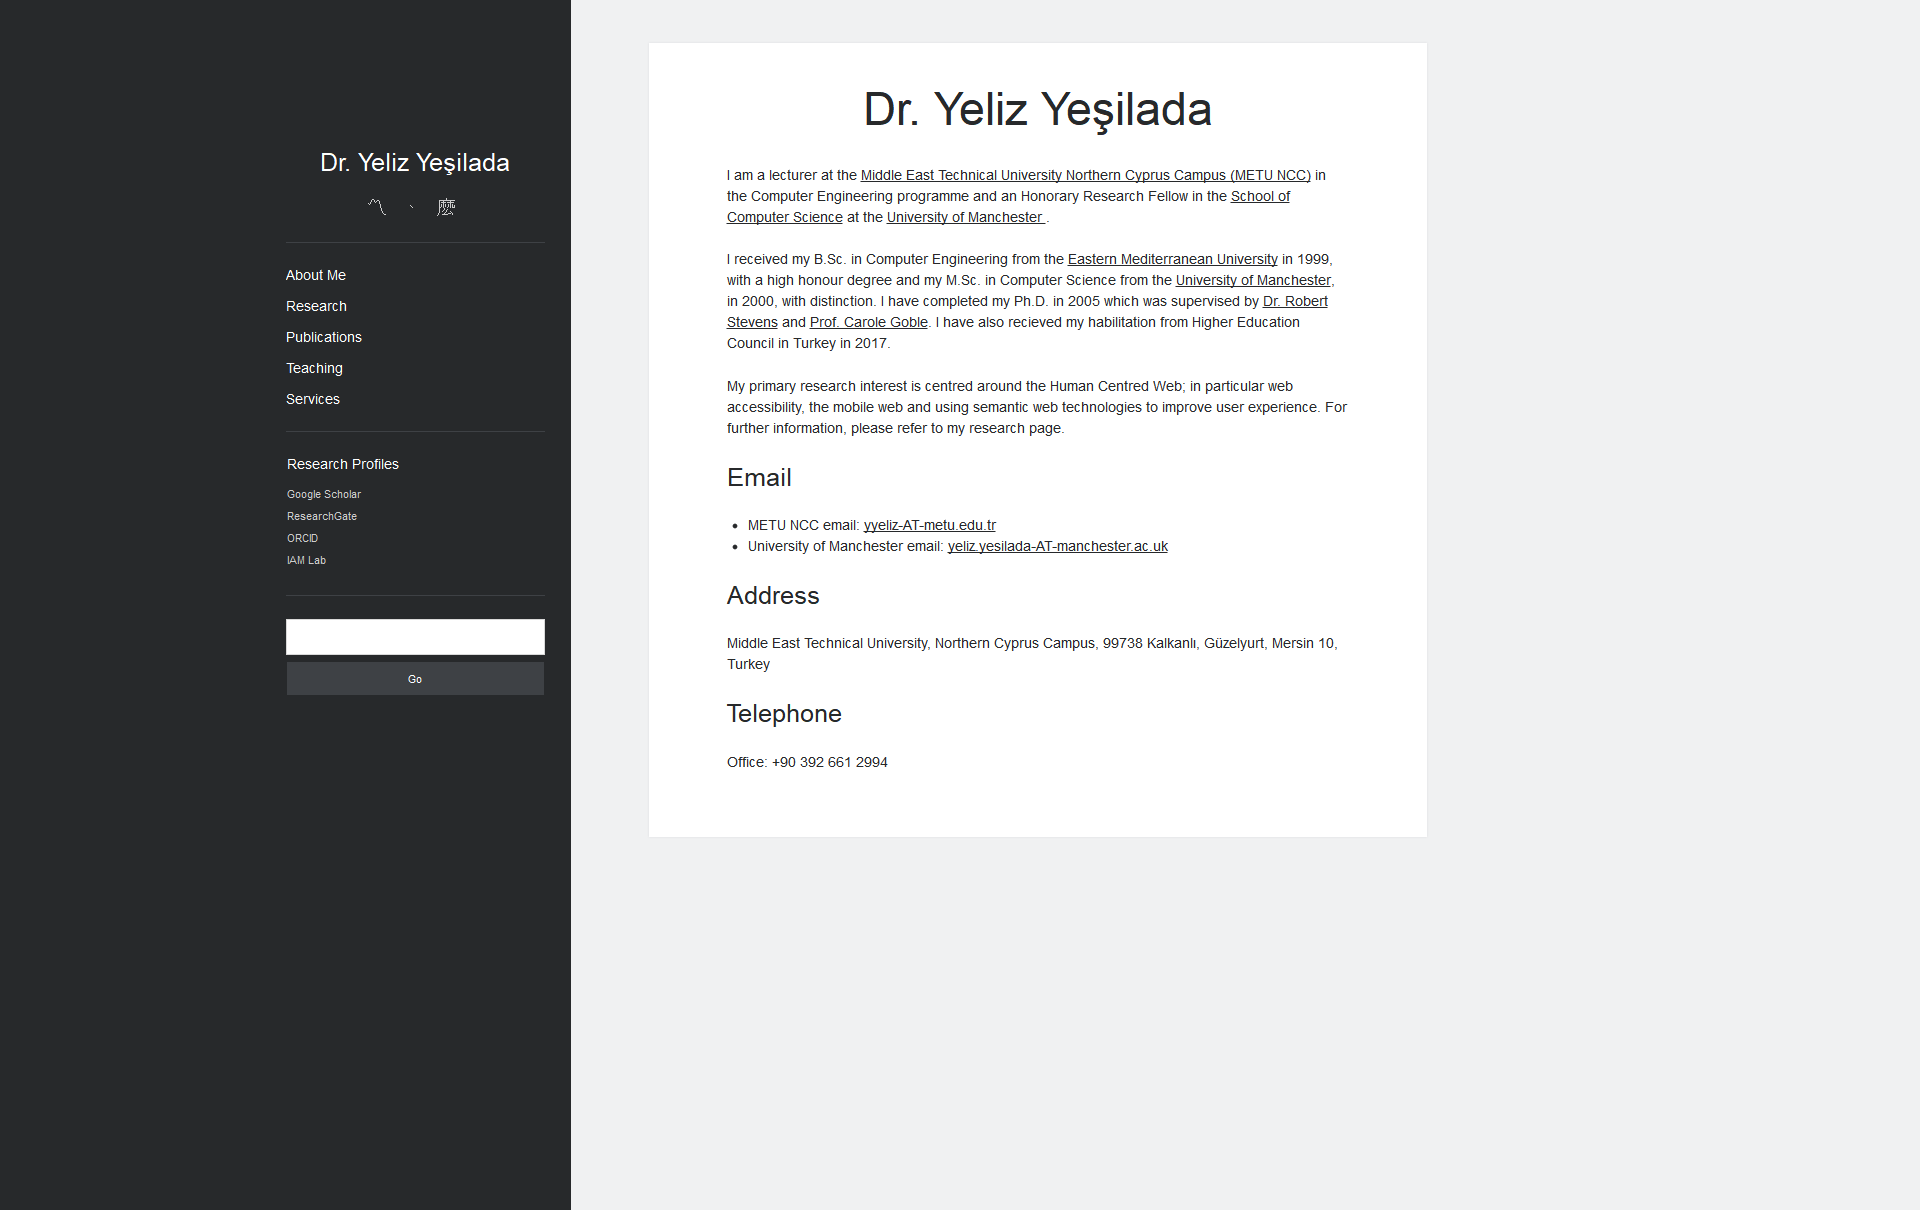 Dr. Yeliz Yeşilada
About Me
Research
Publications
Teaching
Services
Research Profiles
Google Scholar
ResearchGate
ORCID
IAM Lab
Go
Dr. Yeliz Yeşilada
I am a lecturer at the Middle East Technical University Northern Cyprus Campus (METU NCC) in
the Computer Engineering programme and an Honorary Research Fellow in the School of
Computer Science at the University of Manchester .
I received my B.Sc. in Computer Engineering from the Eastern Mediterranean University in 1999,
with a high honour degree and my M.Sc. in Computer Science from the University of Manchester,
in 2000, with distinction. I have completed my Ph.D. in 2005 which was supervised by Dr. Robert
Stevens and Prof. Carole Goble. I have also recieved my habilitation from Higher Education
Council in Turkey in 2017.
My primary research interest is centred around the Human Centred Web; in particular web
accessibility, the mobile web and using semantic web technologies to improve user experience. For
further information, please refer to my research page.
Email
• METU NCC email: yyeliz-AT-metu.edu.tr
• University of Manchester email: yeliz.yesilada-AT-manchester.ac.uk
Address
Middle East Technical University, Northern Cyprus Campus, 99738 Kalkanlı, Güzelyurt, Mersin 10,
Turkey
Telephone
Office: +90 392 661 2994